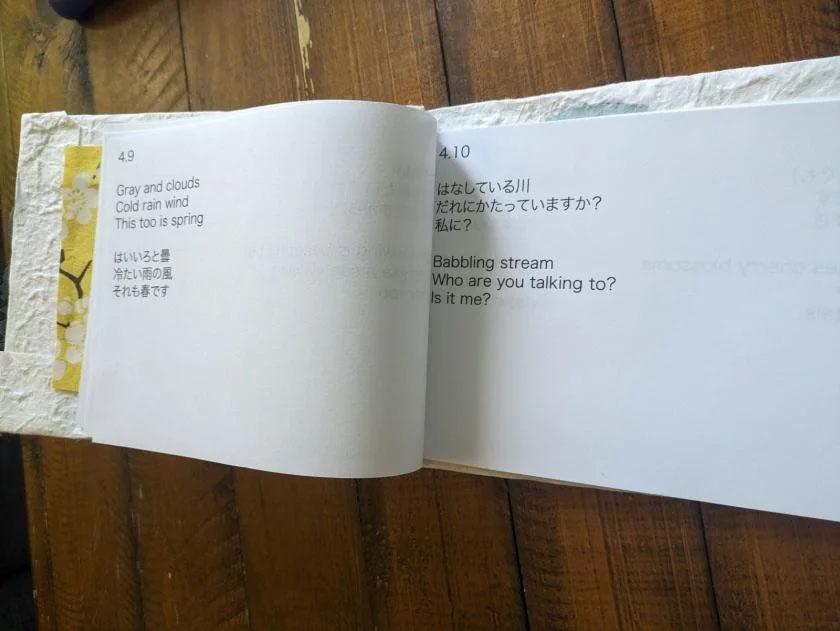 4.9
Gray and clouds
Cold rain wind
This too is spring
はいいろと曇
冷たい雨の風
それも春です
4.10
はなしている川
だれにかたっていますか？
私に？
Babbling stream
Who are you talking to?
Is it me?